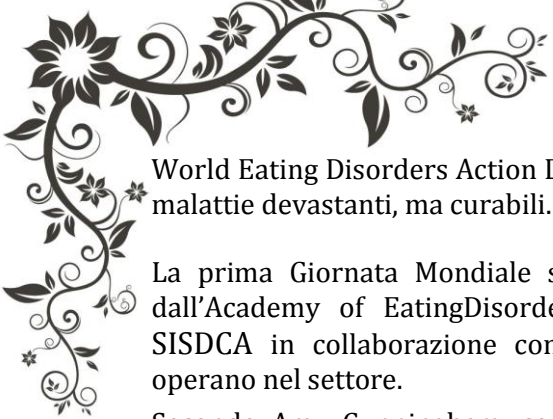 World Eating Disorders Action D
malattie devastanti, ma curabili.
La prima Giornata Mondiale s
dall'Academy of EatingDisorde
SISDCA in collaborazione con
operano nel settore.